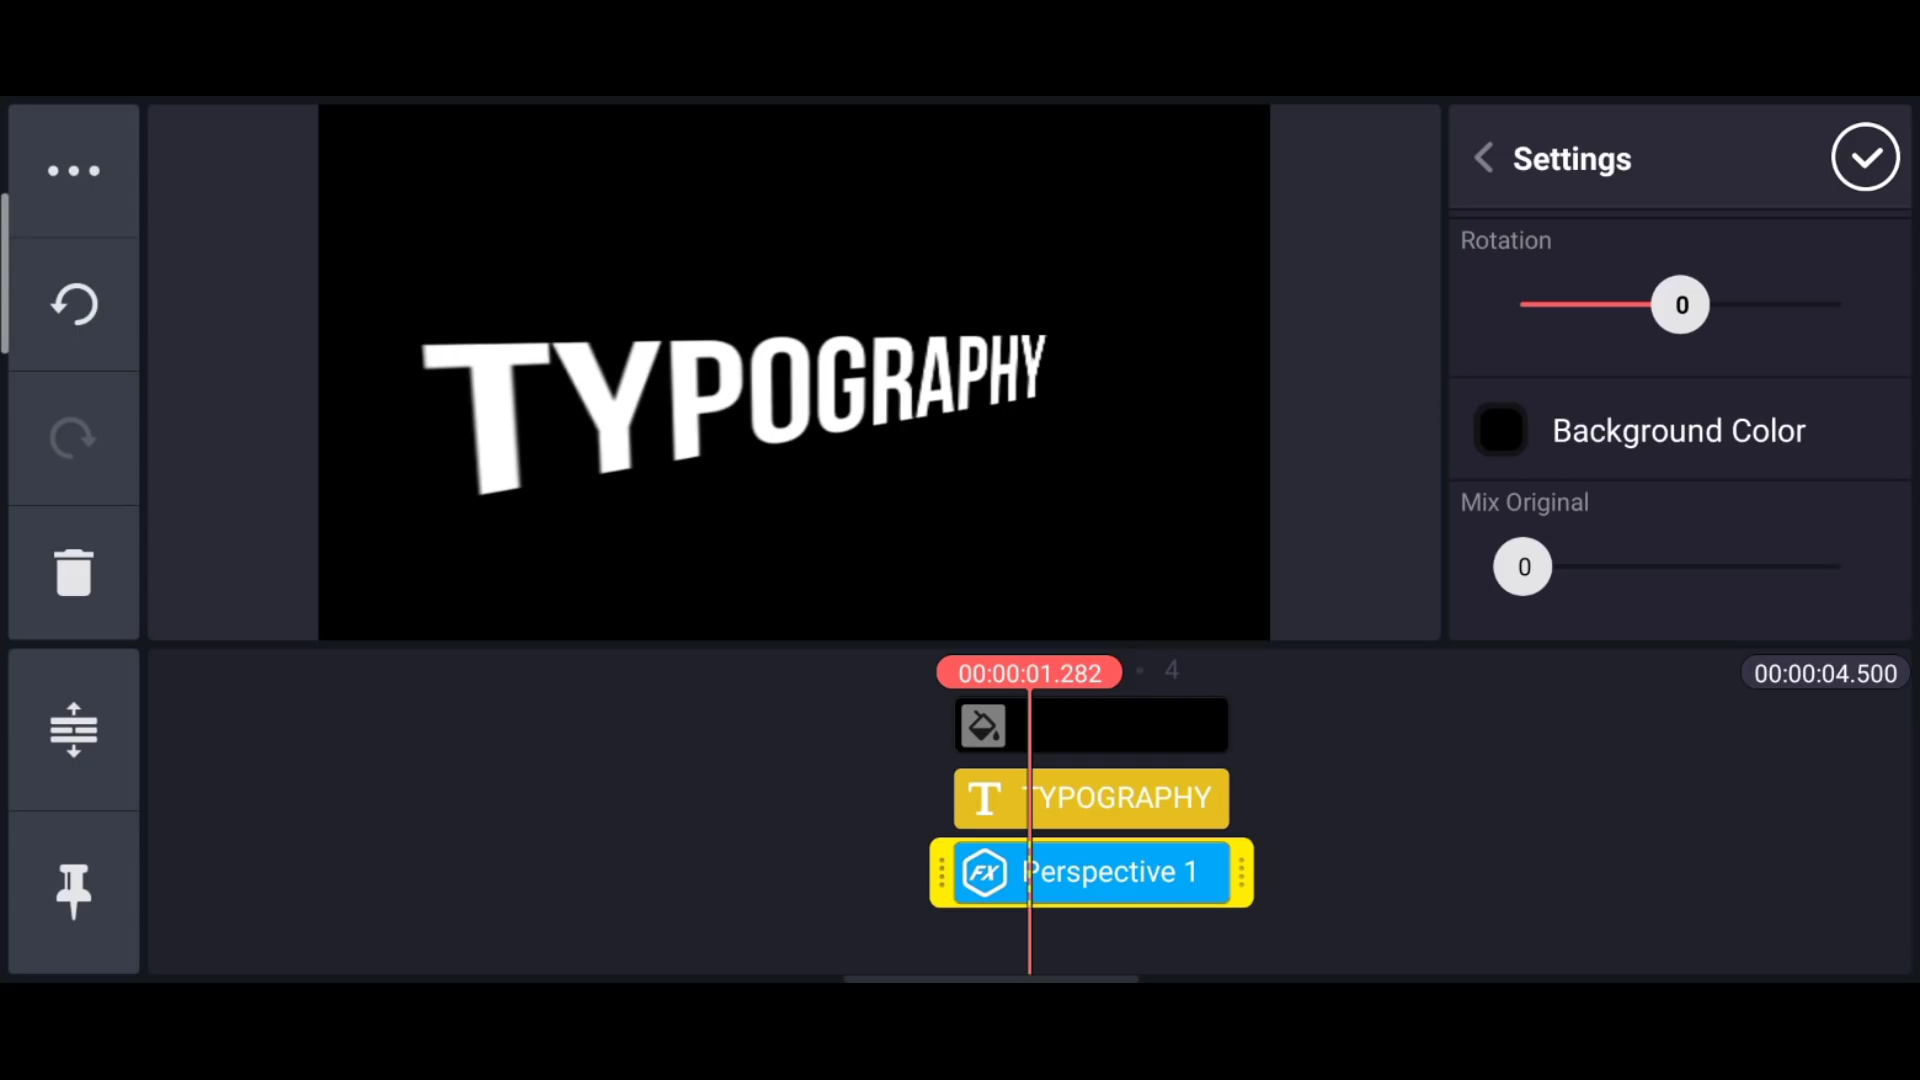 Settings
Rotation
0
Background Color
Mix Original
0
TYPOGRAPHY
00:00:01.282
4
00:00:04.500
T TYPOGRAPHY
FX Perspective 1